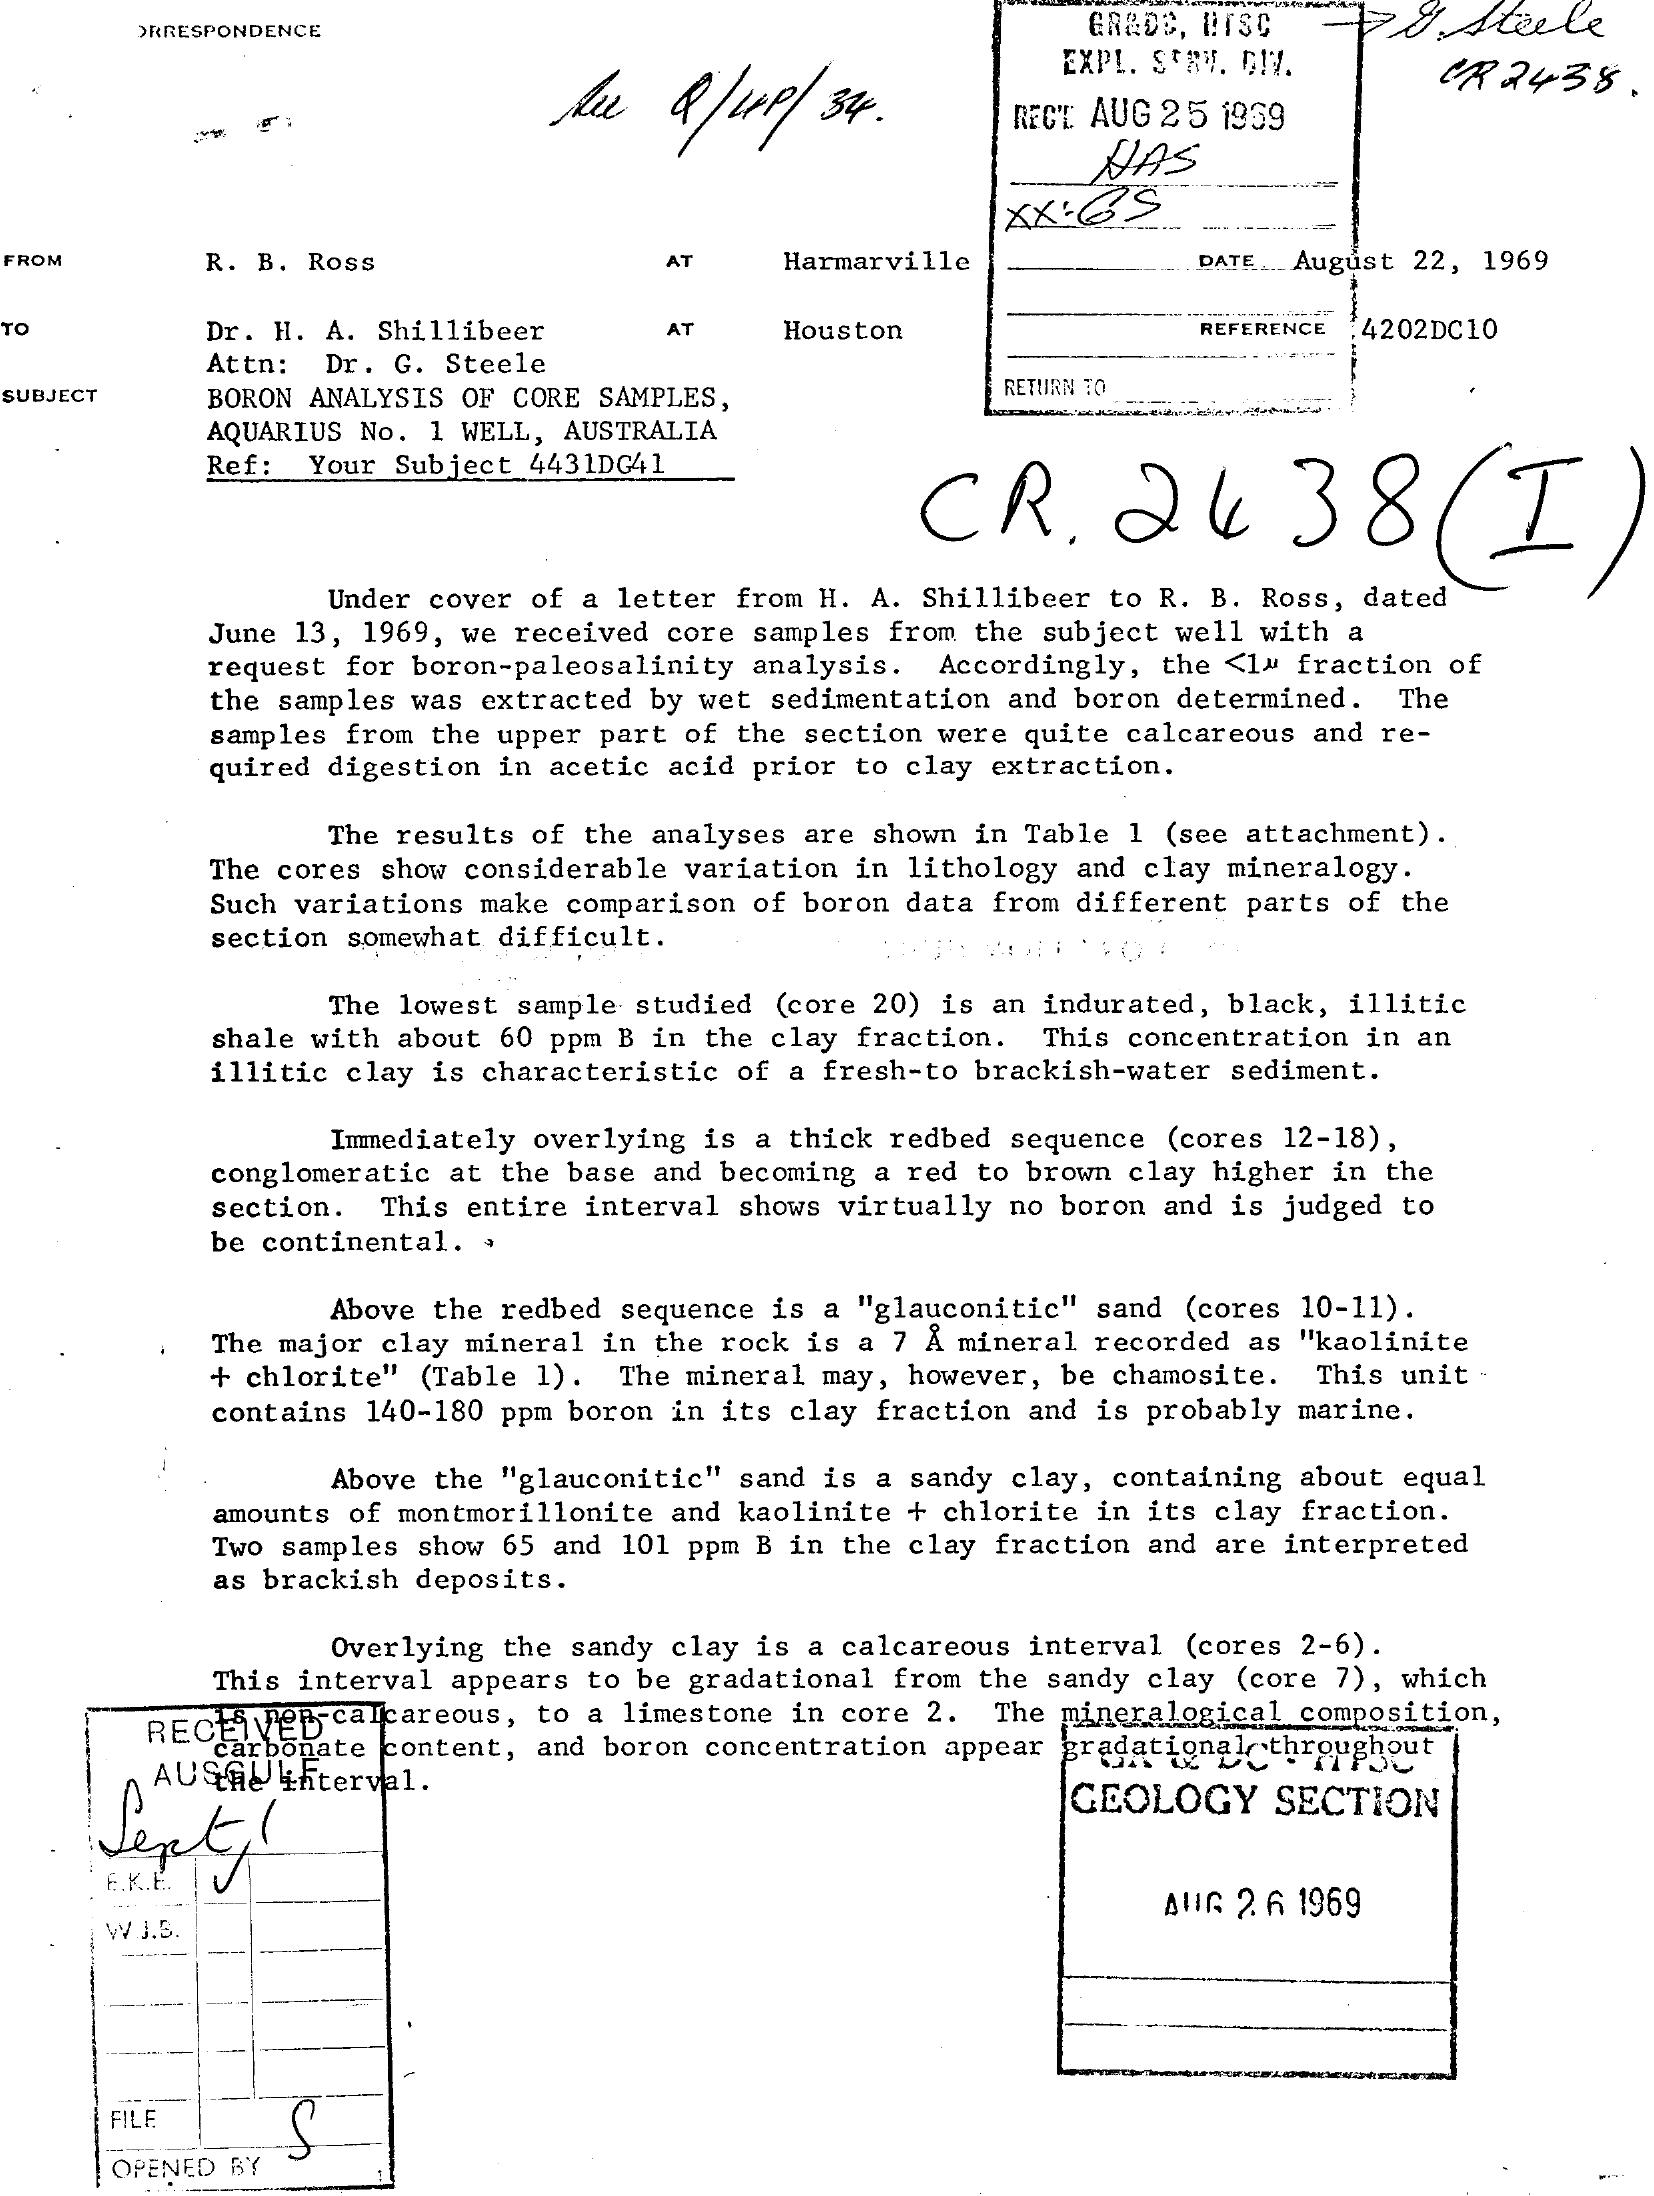 ORRESPONDENCE
See Q/4P/34.
GR&DC, HTSC
EXPL. SERV. DIV.
REC'D AUG 25 1969
HAS
XX:GS
RETURN TO
→ G. Steele
CR 2438.
FROM R. B. Ross AT Harmarville DATE August 22, 1969
TO Dr. H. A. Shillibeer AT Houston REFERENCE 4202DC10
Attn: Dr. G. Steele
SUBJECT BORON ANALYSIS OF CORE SAMPLES,
AQUARIUS No. 1 WELL, AUSTRALIA
Ref: Your Subject 4431DG41
CR. 2438 (I)
Under cover of a letter from H. A. Shillibeer to R. B. Ross, dated
June 13, 1969, we received core samples from the subject well with a
request for boron-paleosalinity analysis. Accordingly, the <1µ fraction of
the samples was extracted by wet sedimentation and boron determined. The
samples from the upper part of the section were quite calcareous and re-
quired digestion in acetic acid prior to clay extraction.
The results of the analyses are shown in Table 1 (see attachment).
The cores show considerable variation in lithology and clay mineralogy.
Such variations make comparison of boron data from different parts of the
section somewhat difficult.
The lowest sample studied (core 20) is an indurated, black, illitic
shale with about 60 ppm B in the clay fraction. This concentration in an
illitic clay is characteristic of a fresh-to brackish-water sediment.
Immediately overlying is a thick redbed sequence (cores 12-18),
conglomeratic at the base and becoming a red to brown clay higher in the
section. This entire interval shows virtually no boron and is judged to
be continental.
Above the redbed sequence is a "glauconitic" sand (cores 10-11).
The major clay mineral in the rock is a 7 Å mineral recorded as "kaolinite
+ chlorite" (Table 1). The mineral may, however, be chamosite. This unit
contains 140-180 ppm boron in its clay fraction and is probably marine.
Above the "glauconitic" sand is a sandy clay, containing about equal
amounts of montmorillonite and kaolinite + chlorite in its clay fraction.
Two samples show 65 and 101 ppm B in the clay fraction and are interpreted
as brackish deposits.
Overlying the sandy clay is a calcareous interval (cores 2-6).
This interval appears to be gradational from the sandy clay (core 7), which
is non-calcareous, to a limestone in core 2. The mineralogical composition,
carbonate content, and boron concentration appear gradational throughout
the interval.
RECEIVED
AUSGULF
Sept, 1
E.K.E. ✓
W.J.B.
FILE S
OPENED BY
GR & DC - HTSC
GEOLOGY SECTION
AUG 26 1969